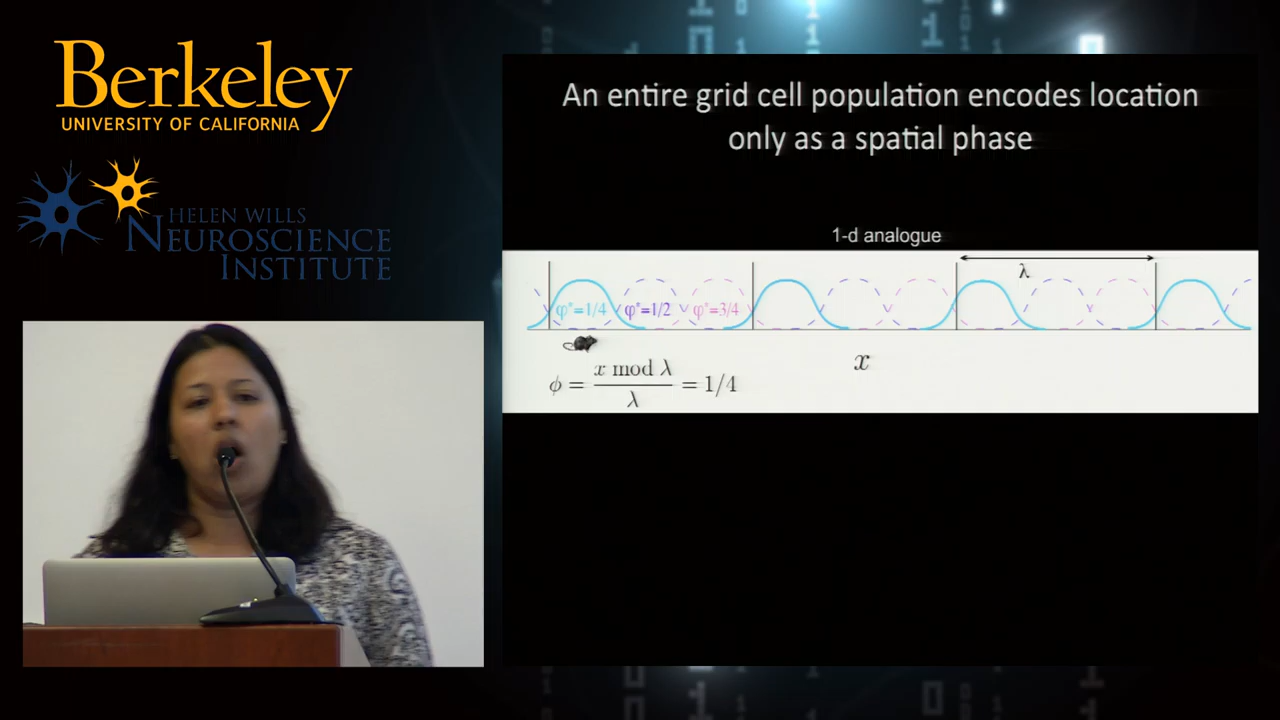 Berkeley
UNIVERSITY OF CALIFORNIA
HELEN WILLS
NEUROSCIENCE
INSTITUTE
An entire grid cell population encodes location
only as a spatial phase
1-d analogue
λ
φ*=1/4 φ*=1/2 φ*=3/4
x
ϕ = x mod λ / λ = 1/4